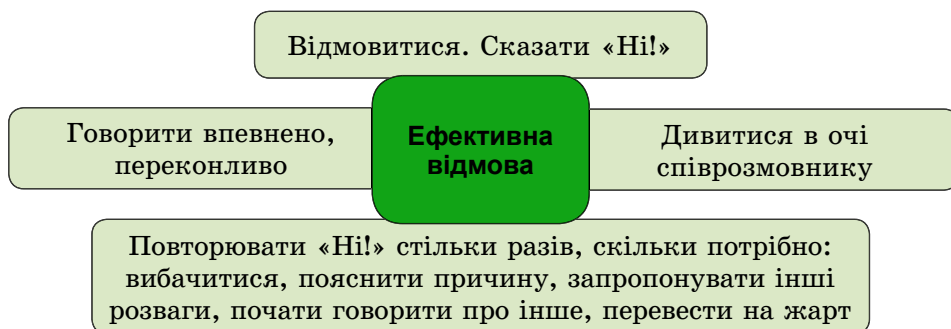 Відмовитися. Сказати «Ні!»
Говорити впевнено,
переконливо
Ефективна
відмова
Дивитися в очі
співрозмовнику
Повторювати «Ні!» стільки разів, скільки потрібно:
вибачитися, пояснити причину, запропонувати інші
розваги, почати говорити про інше, перевести на жарт